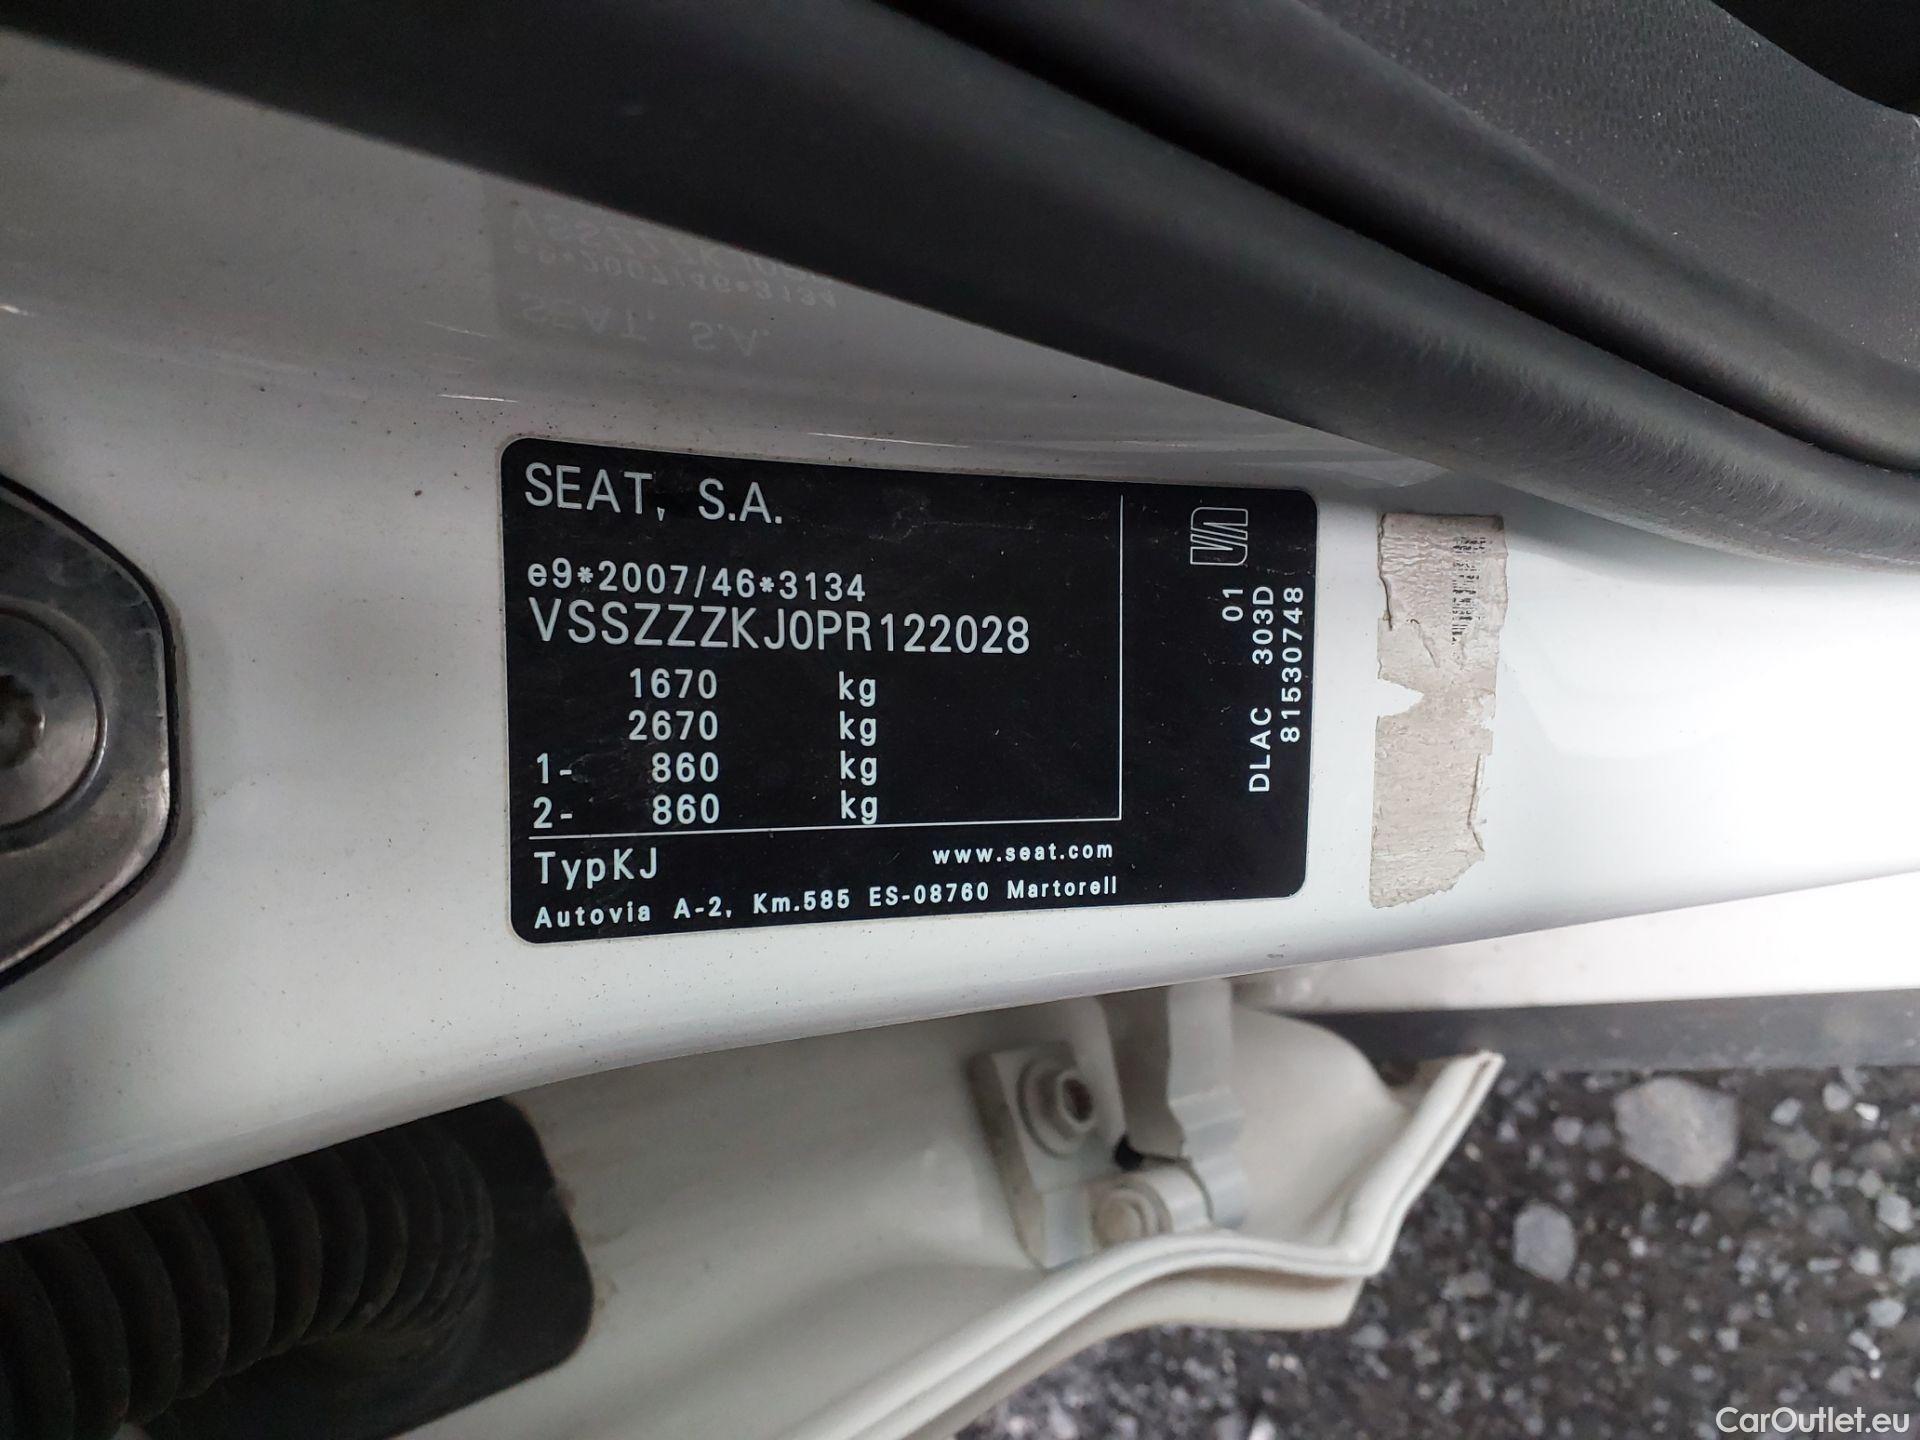 SEAT, S.A.
e9*2007/46*3134
VSSZZZKJ0PR122028
1670 kg
2670 kg
1- 860 kg
2- 860 kg
TypKJ
www.seat.com
Autovia A-2, Km.585 ES-08760 Martorell
01
DLAC 303D
81530748
CarOutlet.eu